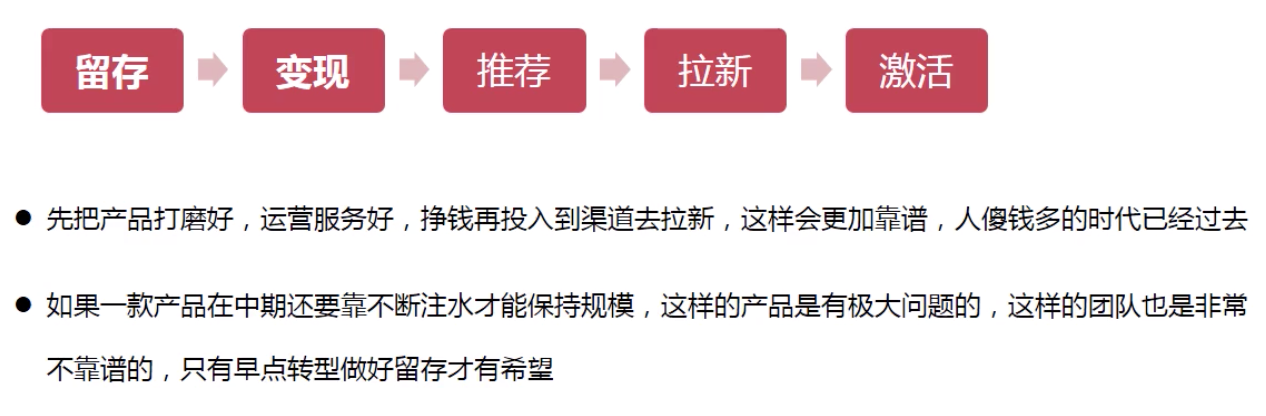 留存
变现
推荐
拉新
激活
● 先把产品打磨好，运营服务好，挣钱再投入到渠道去拉新，这样会更加靠谱，人傻钱多的时代已经过去
● 如果一款产品在中期还要靠不断注水才能保持规模，这样的产品是有极大问题的，这样的团队也是非常
不靠谱的，只有早点转型做好留存才有希望